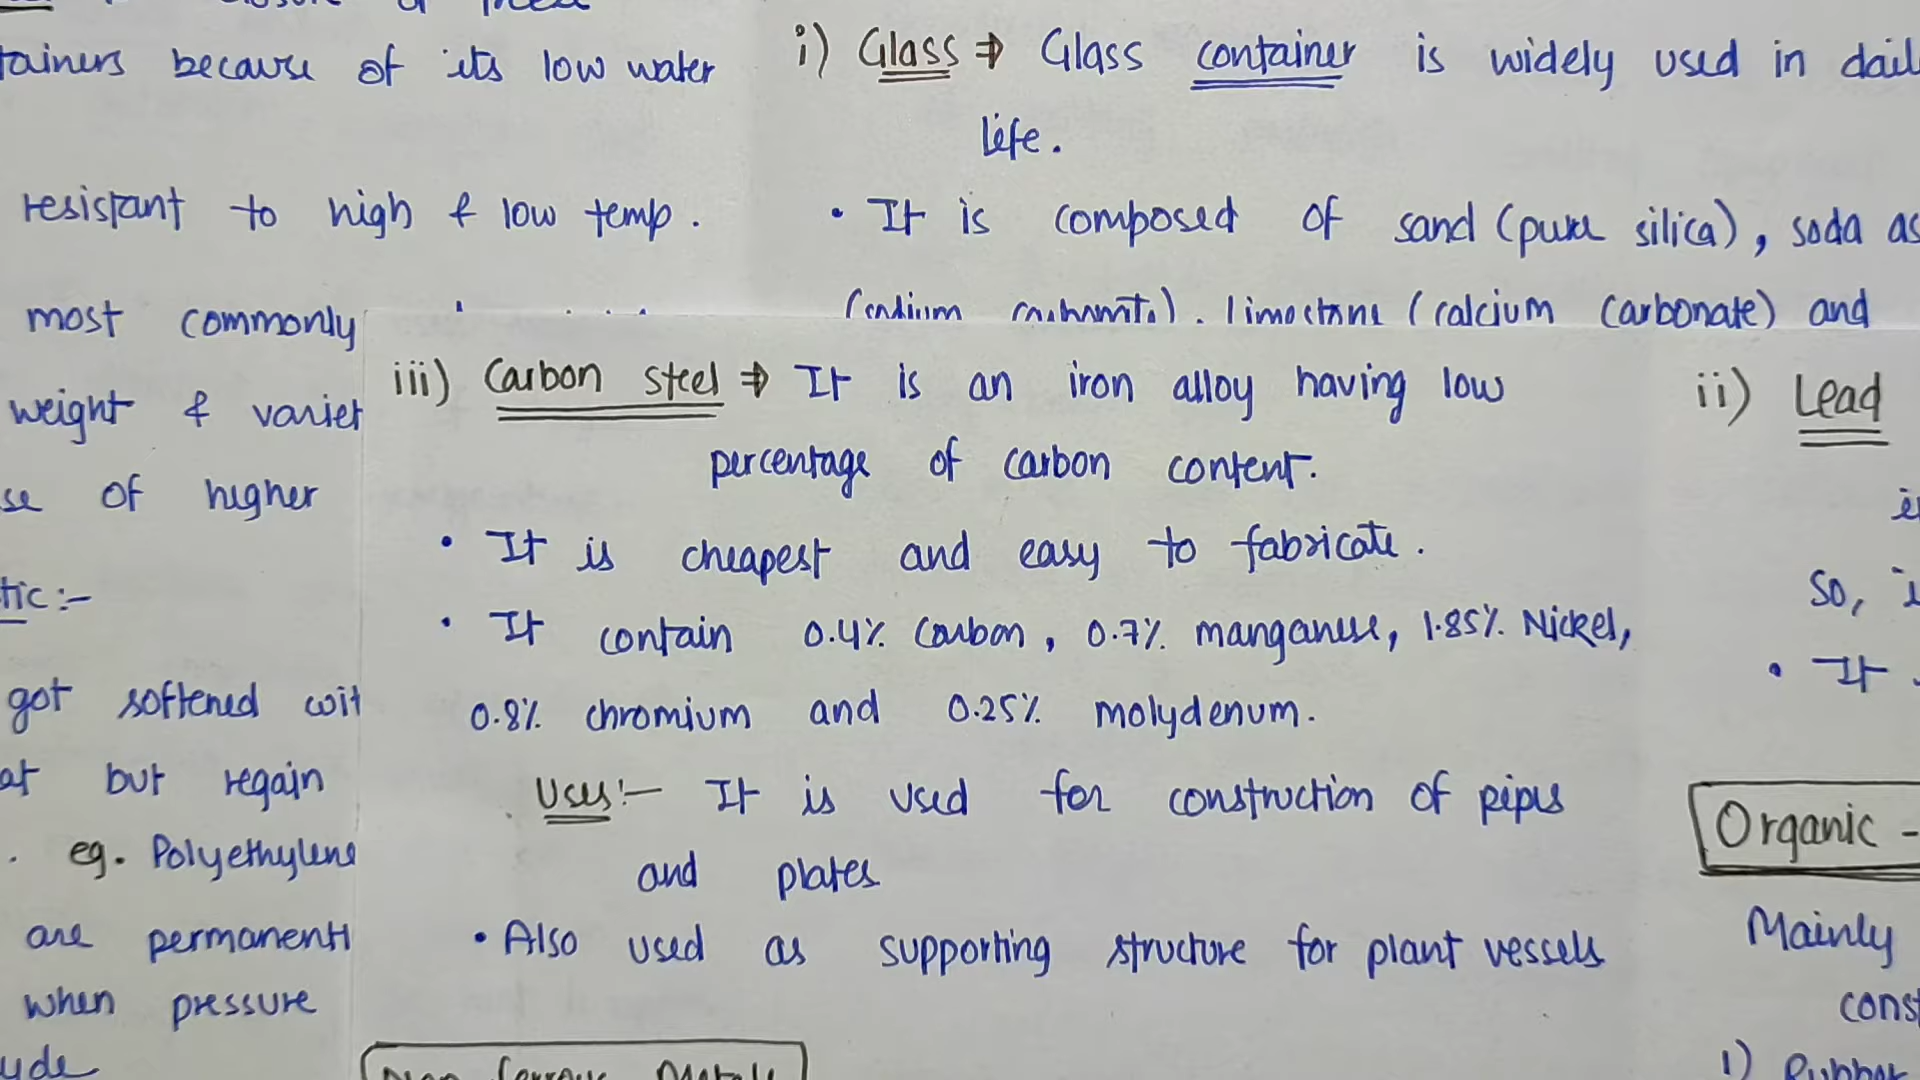 tainers because of its low water
resistant to high & low temp.
most commonly
weight & variet
se of higher
tic:-
got softened wit
at but regain
. eg. Polyethylene
are permanentl
when pressure
yde
i) Glass ⇒ Glass container is widely used in dail
life.
• It is composed of sand (pure silica), soda as
limestone (calcium carbonate) and
iii) Carbon steel ⇒ It is an iron alloy having low
percentage of carbon content.
• It is cheapest and easy to fabricate.
• It contain 0.4% Carbon, 0.7% manganese, 1.85% Nickel,
0.8% chromium and 0.25% molydenum.
Uses:- It is used for construction of pipes
and plates
• Also used as supporting structure for plant vessels
ii) Lead
So, i
• It
Organic -
Mainly
const
1) Rubber